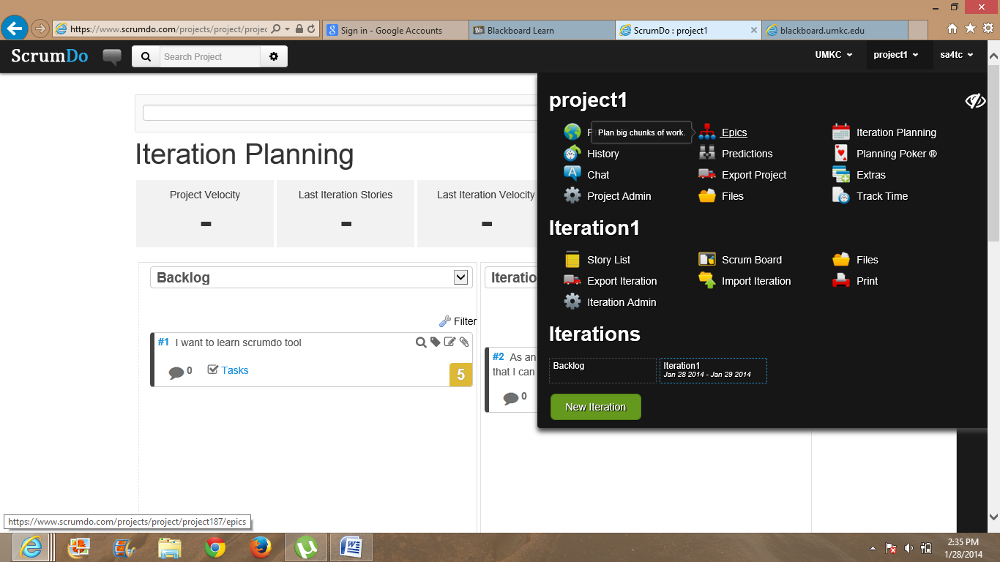 https://www.scrumdo.com/projects/project/projec
Sign in - Google Accounts
Blackboard Learn
ScrumDo : project1
blackboard.umkc.edu
ScrumDo
Search Project
UMKC
project1
sa4tc
project1
Plan big chunks of work.
Epics
Iteration Planning
History
Predictions
Planning Poker ®
Chat
Export Project
Extras
Project Admin
Files
Track Time
Iteration1
Story List
Scrum Board
Files
Export Iteration
Import Iteration
Print
Iteration Admin
Iterations
Backlog
Iteration1
Jan 28 2014 - Jan 29 2014
New Iteration
Iteration Planning
Project Velocity
-
Last Iteration Stories
-
Last Iteration Velocity
-
Backlog
Filter
#1 I want to learn scrumdo tool
0 Tasks
5
Iteratio
#2 As an
that I can
0
https://www.scrumdo.com/projects/project/project187/epics
2:35 PM
1/28/2014